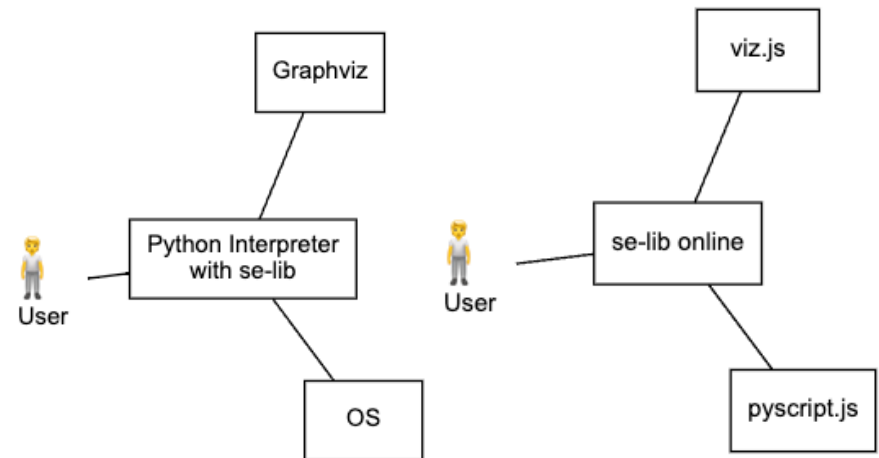 Graphviz
Python Interpreter
with se-lib
User
OS
viz.js
se-lib online
User
pyscript.js